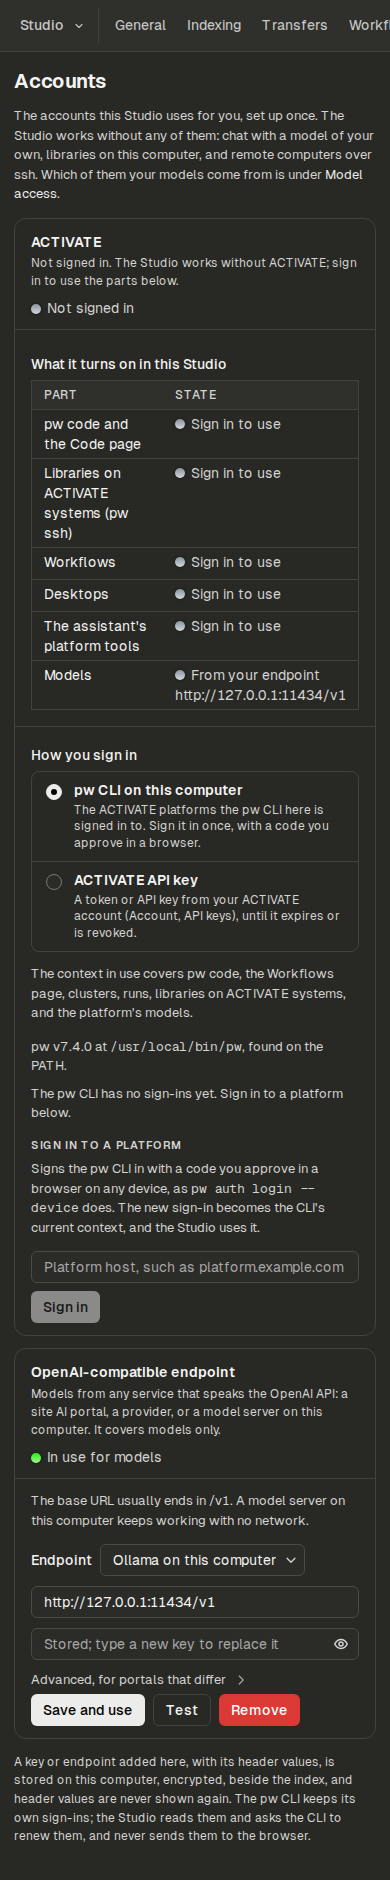 Studio
General Indexing Transfers Workfl
Accounts
The accounts this Studio uses for you, set up once. The
Studio works without any of them: chat with a model of your
own, libraries on this computer, and remote computers over
ssh. Which of them your models come from is under Model
access.
ACTIVATE
Not signed in. The Studio works without ACTIVATE; sign
in to use the parts below.
Not signed in
What it turns on in this Studio
PART STATE
pw code and
the Code page
Sign in to use
Libraries on
ACTIVATE
systems (pw
ssh)
Sign in to use
Workflows Sign in to use
Desktops Sign in to use
The assistant's
platform tools
Sign in to use
Models
From your endpoint
http://127.0.0.1:11434/v1
How you sign in
pw CLI on this computer
The ACTIVATE platforms the pw CLI here is
signed in to. Sign it in once, with a code you
approve in a browser.
ACTIVATE API key
A token or API key from your ACTIVATE
account (Account, API keys), until it expires or
is revoked.
The context in use covers pw code, the Workflows
page, clusters, runs, libraries on ACTIVATE systems,
and the platform's models.
pw v7.4.0 at /usr/local/bin/pw, found on the
PATH.
The pw CLI has no sign-ins yet. Sign in to a platform
below.
SIGN IN TO A PLATFORM
Signs the pw CLI in with a code you approve in a
browser on any device, as pw auth login --
device does. The new sign-in becomes the CLI's
current context, and the Studio uses it.
Platform host, such as platform.example.com
Sign in
OpenAI-compatible endpoint
Models from any service that speaks the OpenAI API: a
site AI portal, a provider, or a model server on this
computer. It covers models only.
In use for models
The base URL usually ends in /v1. A model server on
this computer keeps working with no network.
Endpoint Ollama on this computer
http://127.0.0.1:11434/v1
Stored; type a new key to replace it
Advanced, for portals that differ
Save and use Test Remove
A key or endpoint added here, with its header values, is
stored on this computer, encrypted, beside the index, and
header values are never shown again. The pw CLI keeps its
own sign-ins; the Studio reads them and asks the CLI to
renew them, and never sends them to the browser.